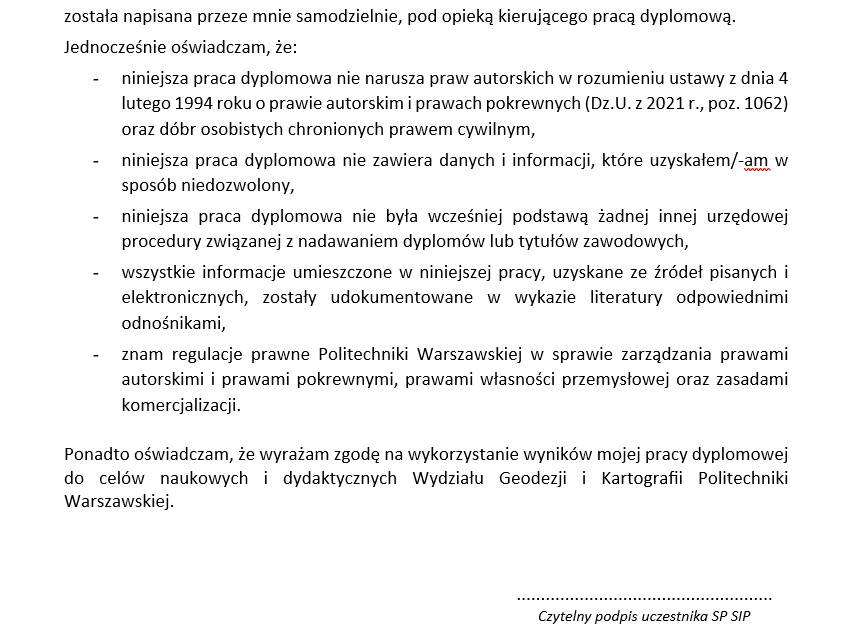 została napisana przeze mnie samodzielnie, pod opieką kierującego pracą dyplomową.
Jednocześnie oświadczam, że:
- niniejsza praca dyplomowa nie narusza praw autorskich w rozumieniu ustawy z dnia 4
lutego 1994 roku o prawie autorskim i prawach pokrewnych (Dz.U. z 2021 r., poz. 1062)
oraz dóbr osobistych chronionych prawem cywilnym,
- niniejsza praca dyplomowa nie zawiera danych i informacji, które uzyskałem/-am w
sposób niedozwolony,
- niniejsza praca dyplomowa nie była wcześniej podstawą żadnej innej urzędowej
procedury związanej z nadawaniem dyplomów lub tytułów zawodowych,
- wszystkie informacje umieszczone w niniejszej pracy, uzyskane ze źródeł pisanych i
elektronicznych, zostały udokumentowane w wykazie literatury odpowiednimi
odnośnikami,
- znam regulacje prawne Politechniki Warszawskiej w sprawie zarządzania prawami
autorskimi i prawami pokrewnymi, prawami własności przemysłowej oraz zasadami
komercjalizacji.
Ponadto oświadczam, że wyrażam zgodę na wykorzystanie wyników mojej pracy dyplomowej
do celów naukowych i dydaktycznych Wydziału Geodezji i Kartografii Politechniki
Warszawskiej.
.....................................................
Czytelny podpis uczestnika SP SIP